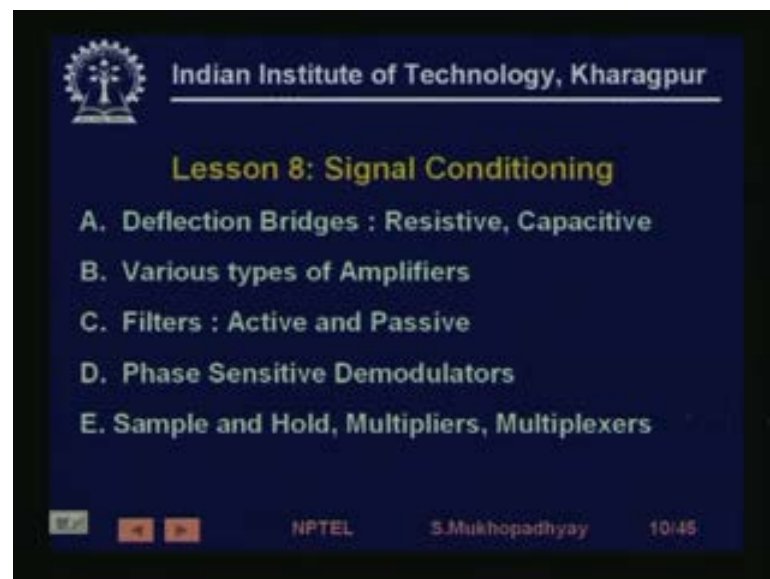 Indian Institute of Technology, Kharagpur
Lesson 8: Signal Conditioning
A. Deflection Bridges : Resistive, Capacitive
B. Various types of Amplifiers
C. Filters : Active and Passive
D. Phase Sensitive Demodulators
E. Sample and Hold, Multipliers, Multiplexers
NPTEL S.Mukhopadhyay 10/45